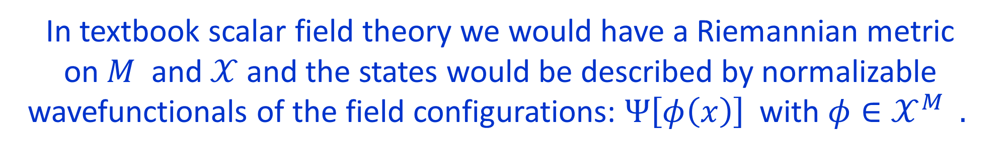 In textbook scalar field theory we would have a Riemannian metric
on 𝑀 and 𝒳 and the states would be described by normalizable
wavefunctionals of the field configurations: Ψ[𝜙(𝑥)] with 𝜙 ∈ 𝒳^𝑀 .